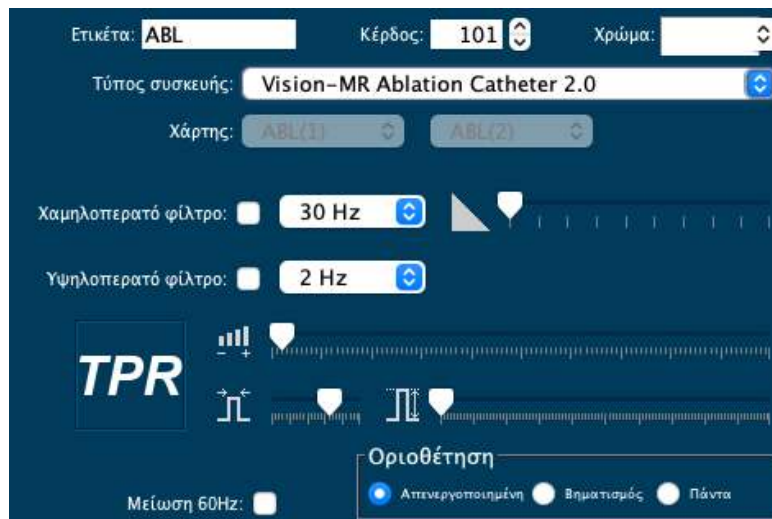 Ετικέτα: ABL Κέρδος: 101 Χρώμα:
Τύπος συσκευής: Vision-MR Ablation Catheter 2.0
Χάρτης: ABL(1) ABL(2)
Χαμηλοπερατό φίλτρο: 30 Hz
Υψηλοπερατό φίλτρο: 2 Hz
- +
TPR
Οριοθέτηση
Μείωση 60Hz: Απενεργοποιημένη Βηματισμός Πάντα